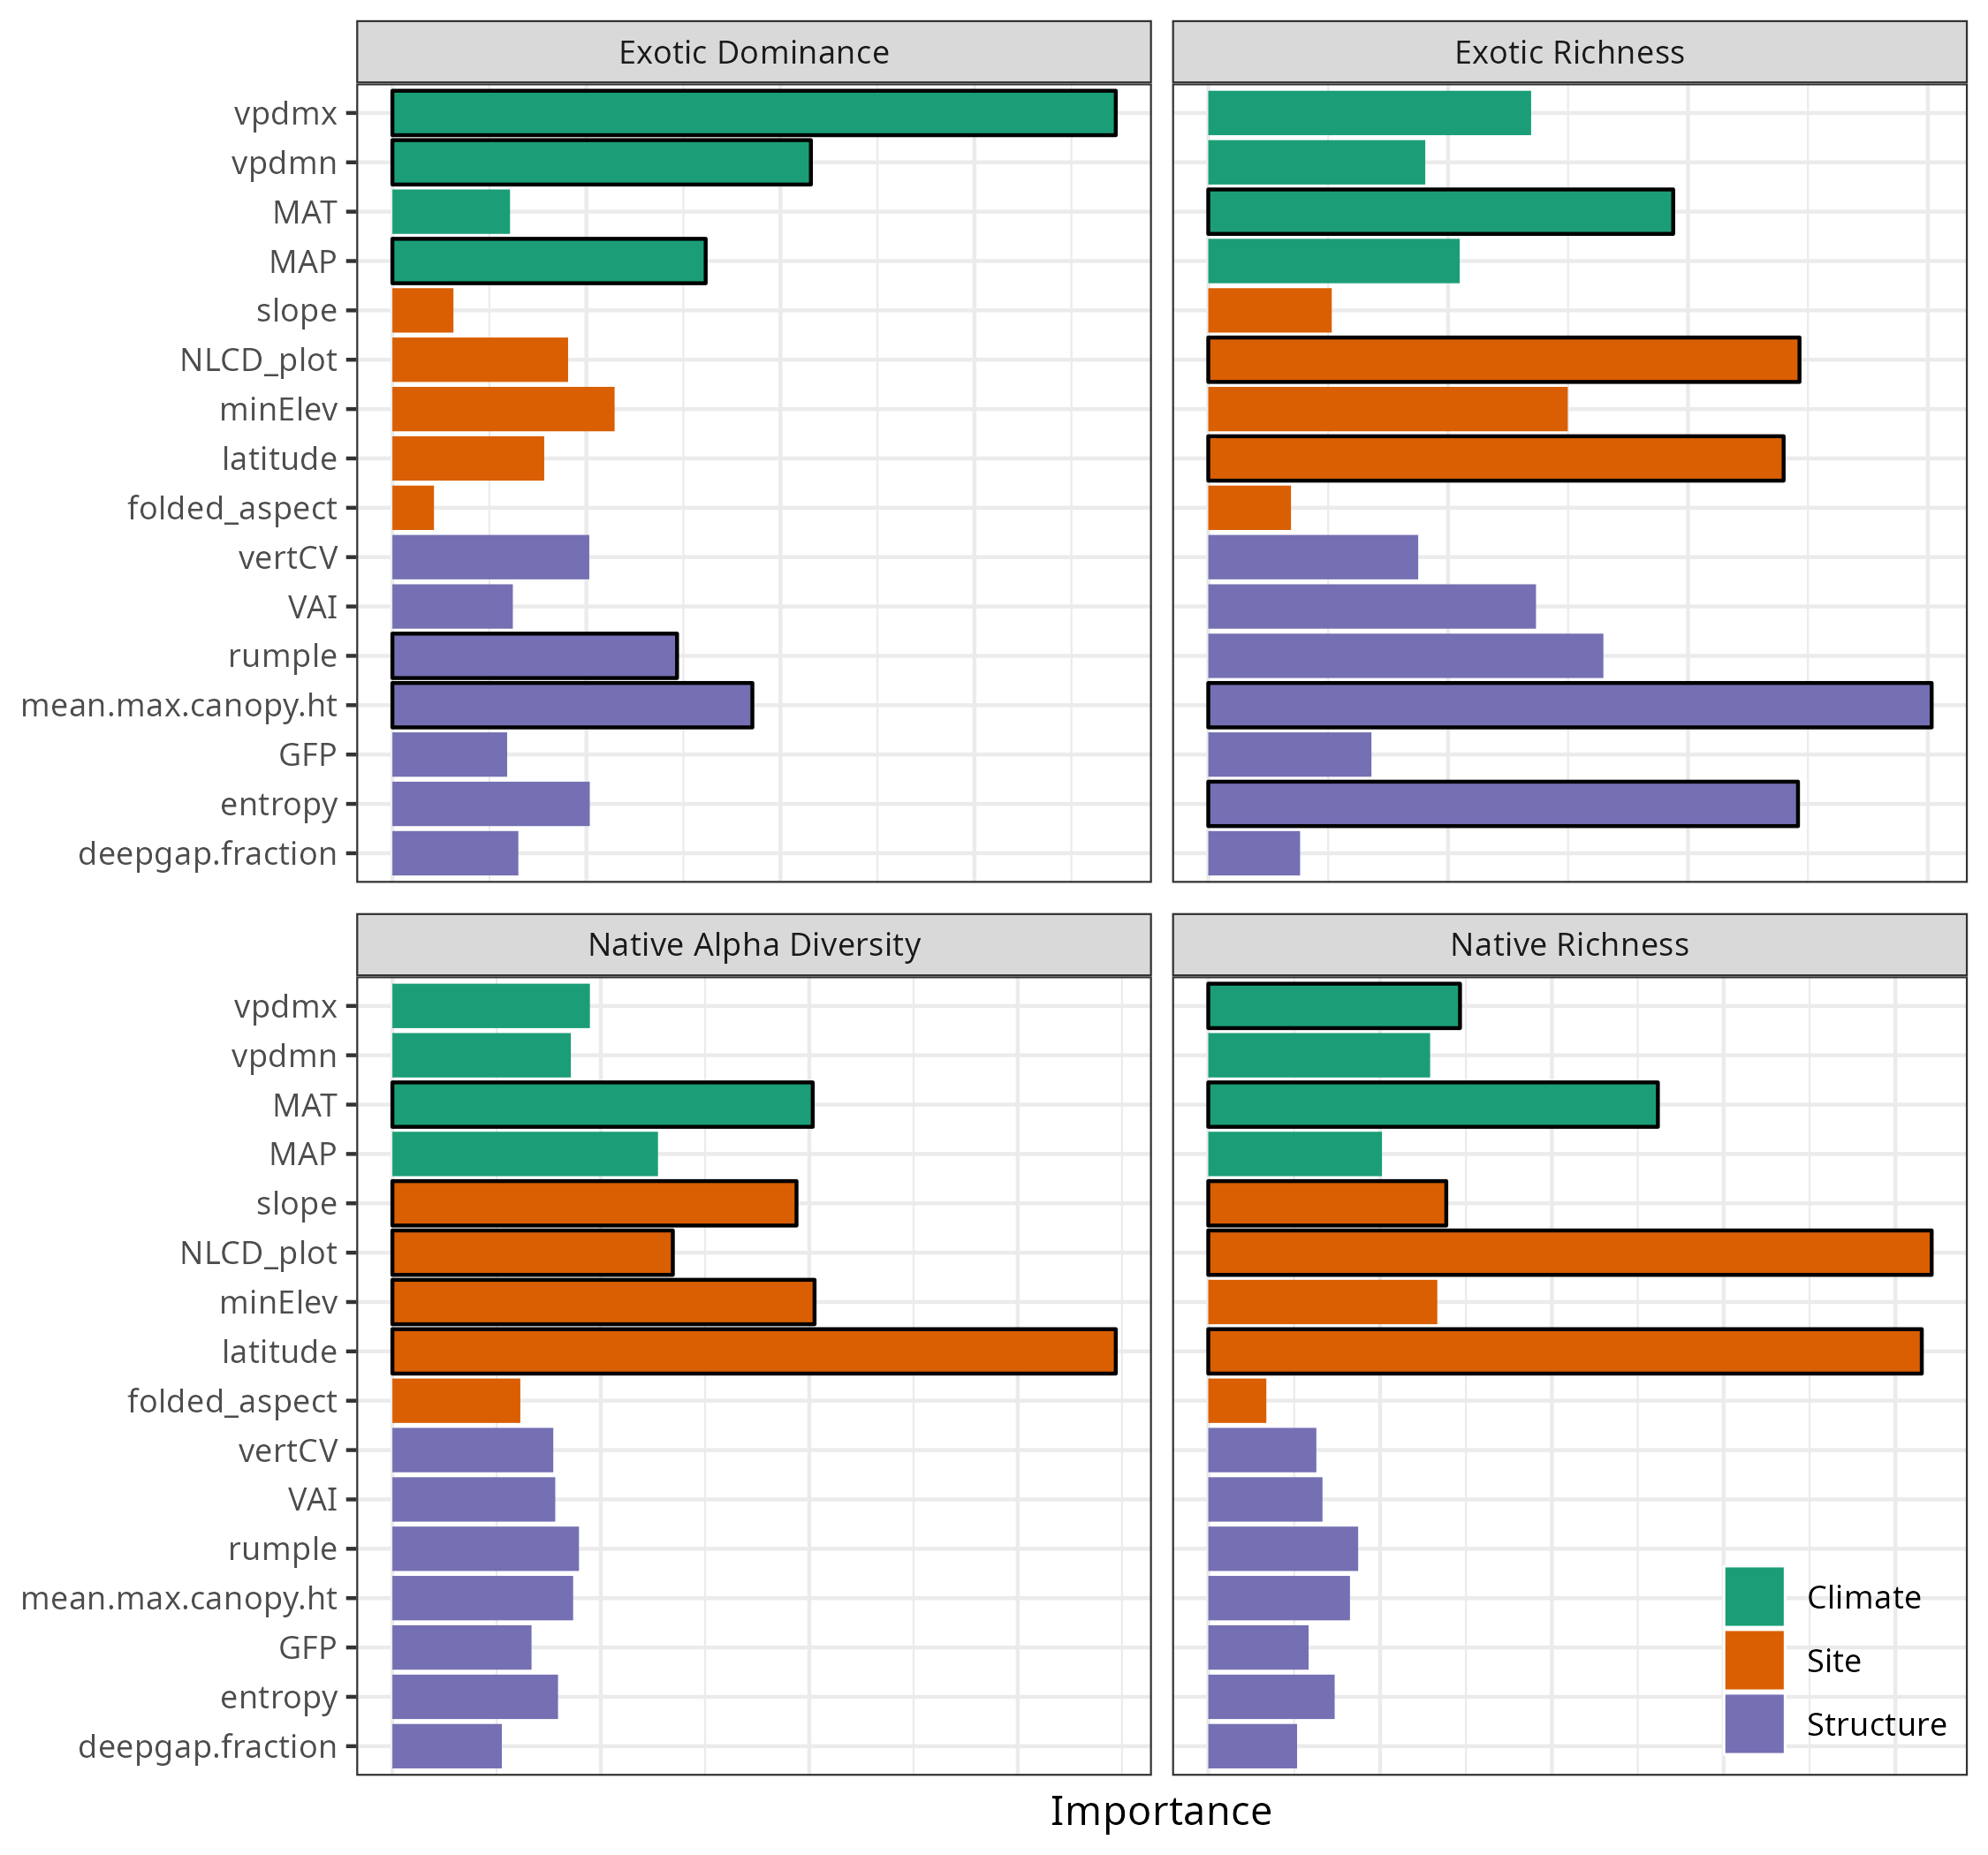 Exotic Dominance
Exotic Richness
vpdmx
vpdmn
MAT
MAP
slope
NLCD_plot
minElev
latitude
folded_aspect
vertCV
VAI
rumple
mean.max.canopy.ht
GFP
entropy
deepgap.fraction
Native Alpha Diversity
Native Richness
vpdmx
vpdmn
MAT
MAP
slope
NLCD_plot
minElev
latitude
folded_aspect
vertCV
VAI
rumple
mean.max.canopy.ht
GFP
entropy
deepgap.fraction
Climate
Site
Structure
Importance